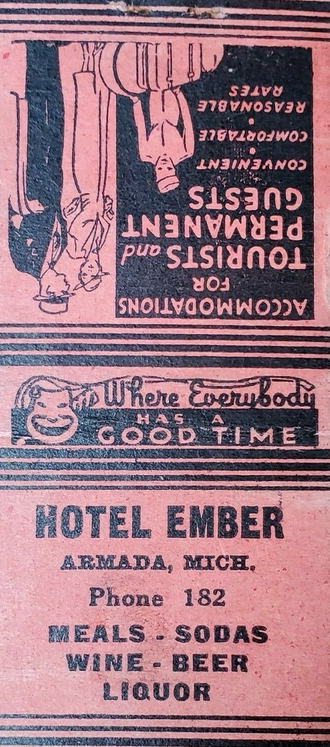 ACCOMMODATIONS
FOR
TOURISTS and
PERMANENT
GUESTS
CONVENIENT
•
COMFORTABLE
•
REASONABLE
RATES
Where Everybody
HAS A
GOOD TIME
HOTEL EMBER
ARMADA, MICH.
Phone 182
MEALS - SODAS
WINE - BEER
LIQUOR